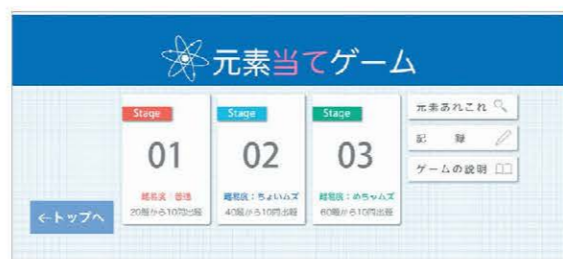 元素当てゲーム
Stage
01
難易度：普通
20問から10問出題
Stage
02
難易度：ちょいムズ
40問から10問出題
Stage
03
難易度：めちゃムズ
60問から10問出題
元素あれこれ
記 録
ゲームの説明
←トップへ